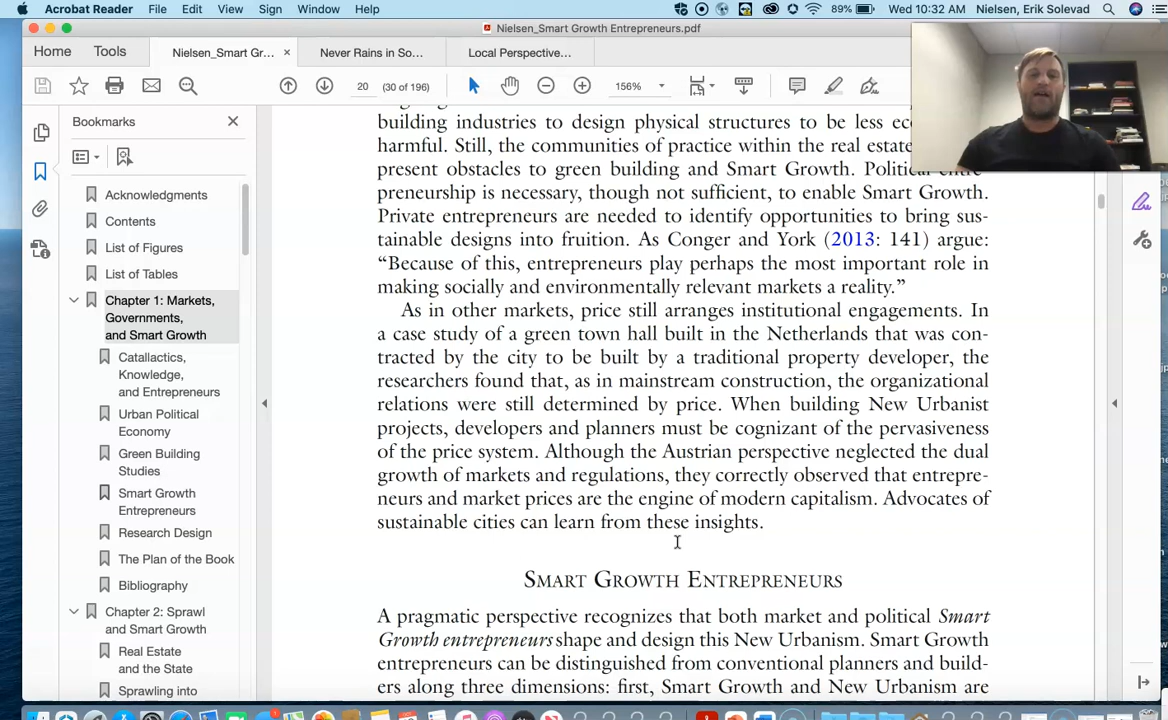 Acrobat Reader File Edit View Sign Window Help 89% Wed 10:32 AM Nielsen, Erik Solevad
Nielsen_Smart Growth Entrepreneurs.pdf
Home Tools Nielsen_Smart Gr... × Never Rains in So... Local Perspective...
20 (30 of 196) 156%
Bookmarks
Acknowledgments
Contents
List of Figures
List of Tables
Chapter 1: Markets,
Governments,
and Smart Growth
Catallactics,
Knowledge,
and Entrepreneurs
Urban Political
Economy
Green Building
Studies
Smart Growth
Entrepreneurs
Research Design
The Plan of the Book
Bibliography
Chapter 2: Sprawl
and Smart Growth
Real Estate
and the State
Sprawling into
building industries to design physical structures to be less
harmful. Still, the communities of practice within the real estate
present obstacles to green building and Smart Growth. Political
preneurship is necessary, though not sufficient, to enable Smart Growth.
Private entrepreneurs are needed to identify opportunities to bring sus-
tainable designs into fruition. As Conger and York (2013: 141) argue:
“Because of this, entrepreneurs play perhaps the most important role in
making socially and environmentally relevant markets a reality.”
As in other markets, price still arranges institutional engagements. In
a case study of a green town hall built in the Netherlands that was con-
tracted by the city to be built by a traditional property developer, the
researchers found that, as in mainstream construction, the organizational
relations were still determined by price. When building New Urbanist
projects, developers and planners must be cognizant of the pervasiveness
of the price system. Although the Austrian perspective neglected the dual
growth of markets and regulations, they correctly observed that entrepre-
neurs and market prices are the engine of modern capitalism. Advocates of
sustainable cities can learn from these insights.
Smart Growth Entrepreneurs
A pragmatic perspective recognizes that both market and political Smart
Growth entrepreneurs shape and design this New Urbanism. Smart Growth
entrepreneurs can be distinguished from conventional planners and build-
ers along three dimensions: first, Smart Growth and New Urbanism are